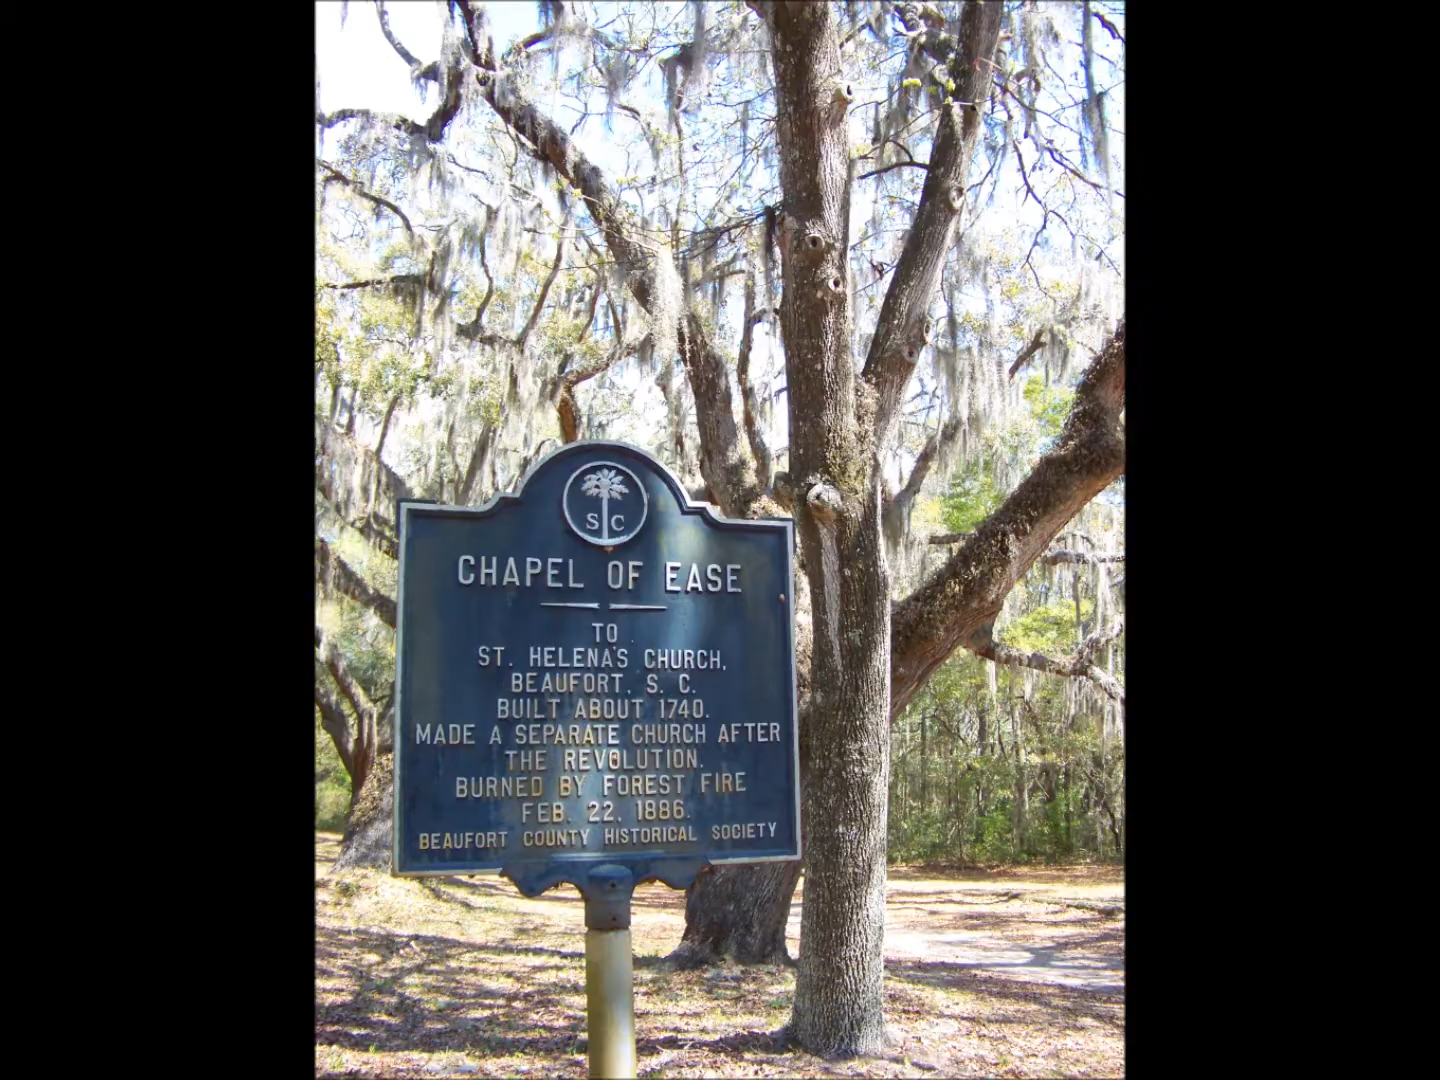 S C
CHAPEL OF EASE
TO
ST. HELENA'S CHURCH,
BEAUFORT, S. C.
BUILT ABOUT 1740.
MADE A SEPARATE CHURCH AFTER
THE REVOLUTION.
BURNED BY FOREST FIRE
FEB. 22, 1886.
BEAUFORT COUNTY HISTORICAL SOCIETY